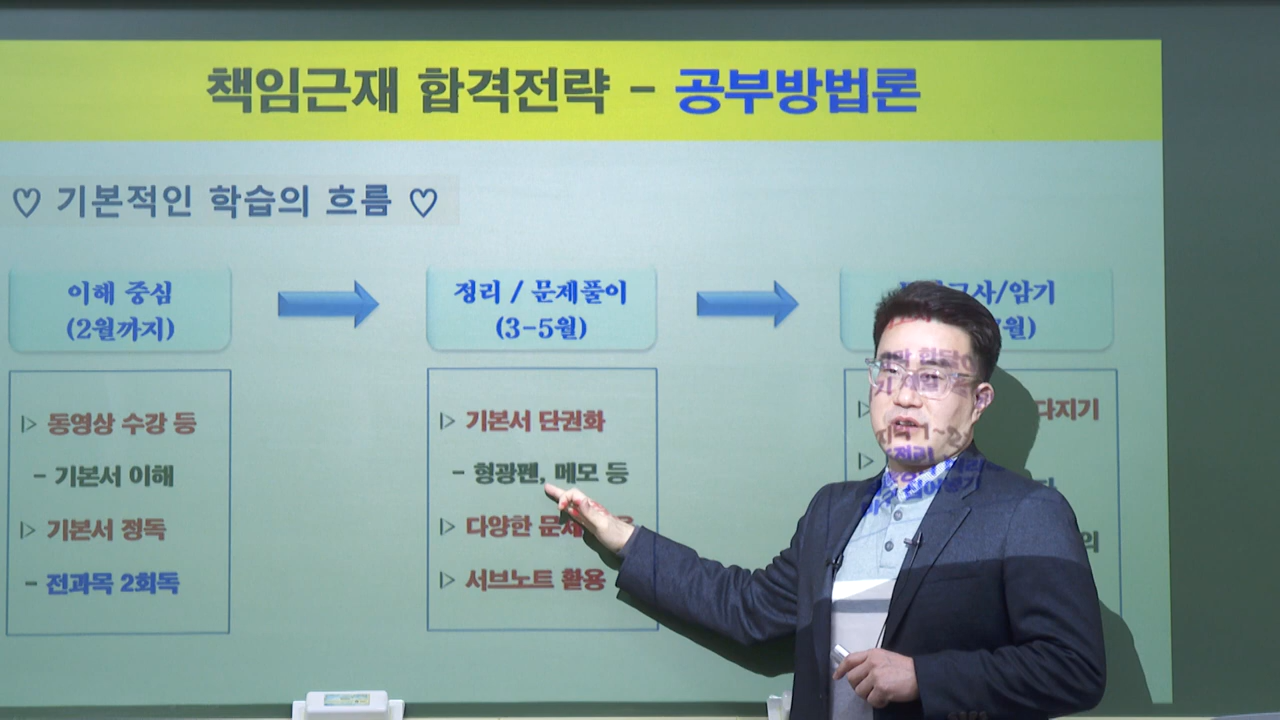 책임근재 합격전략 - 공부방법론
♡ 기본적인 학습의 흐름 ♡
이해 중심
(2월까지)
▷ 동영상 수강 등
- 기본서 이해
▷ 기본서 정독
- 전과목 2회독
정리 / 문제풀이
(3-5월)
▷ 기본서 단권화
- 형광펜, 메모 등
▷ 다양한
▷ 서브노트 활용
/암기
월)
▷ 다지기
▷